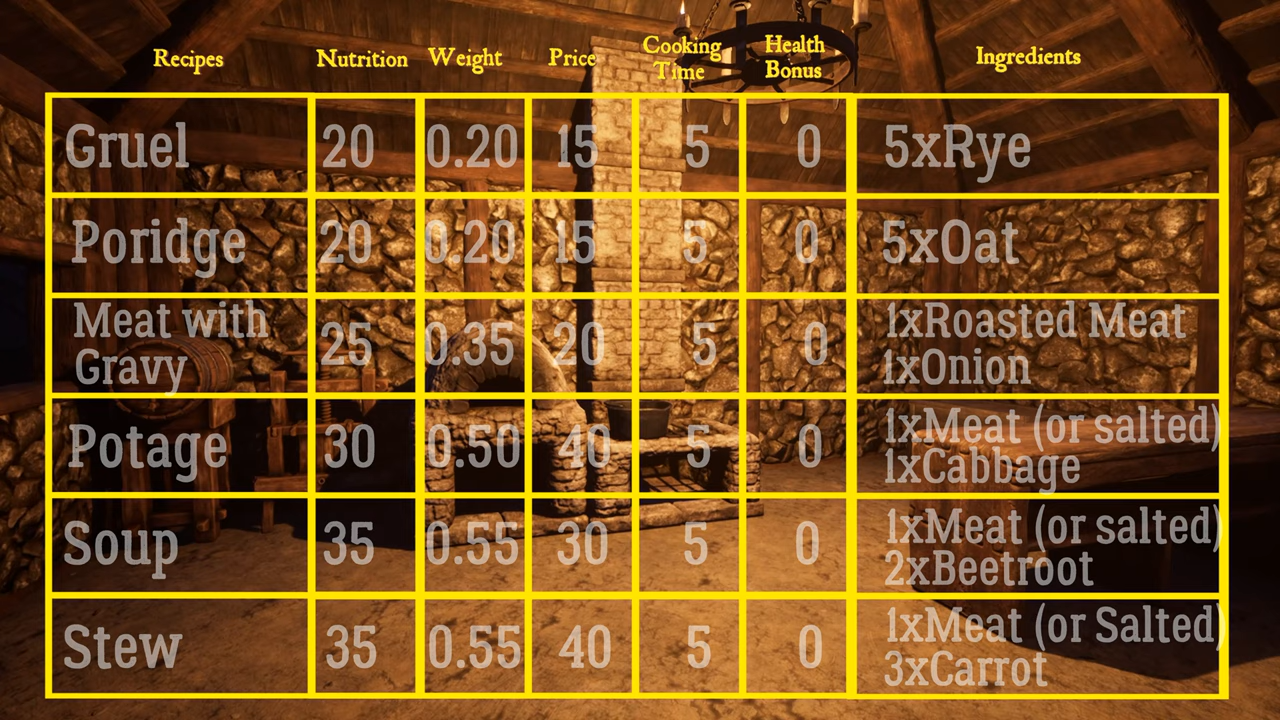 Recipes Nutrition Weight Price Cooking Time Health Bonus Ingredients
Gruel 20 0.20 15 5 0 5xRye
Poridge 20 0.20 15 5 0 5xOat
Meat with Gravy 25 0.35 20 5 0 1xRoasted Meat 1xOnion
Potage 30 0.50 40 5 0 1xMeat (or salted) 1xCabbage
Soup 35 0.55 30 5 0 1xMeat (or salted) 2xBeetroot
Stew 35 0.55 40 5 0 1xMeat (or Salted) 3xCarrot